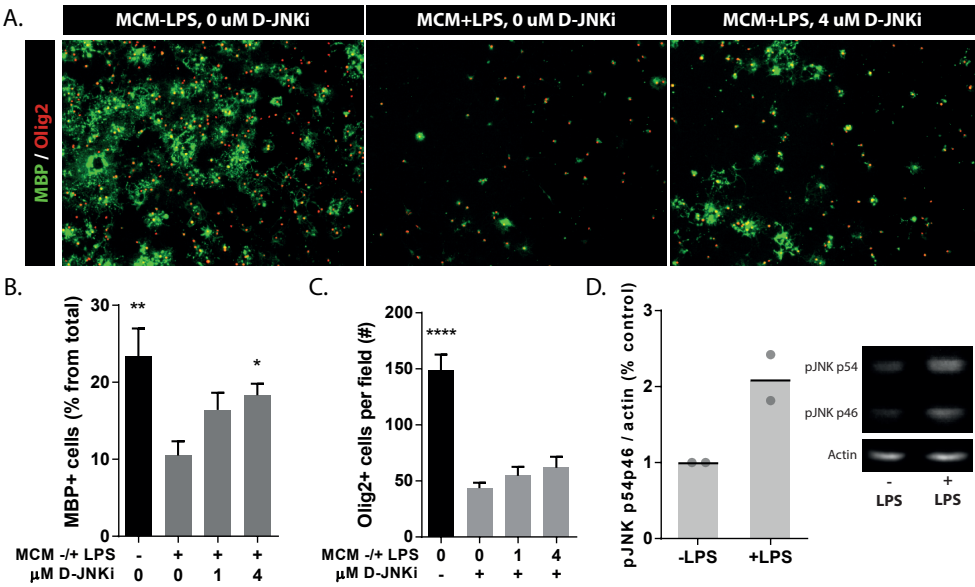 A.
MCM-LPS, 0 uM D-JNKi
MCM+LPS, 0 uM D-JNKi
MCM+LPS, 4 uM D-JNKi
MBP / Olig2
B.
MBP+ cells (% from total)
30
20
10
0
**
*
MCM -/+ LPS - + + +
µM D-JNKi 0 0 1 4
C.
Olig2+ cells per field (#)
200
150
100
50
0
****
MCM -/+ LPS 0 0 1 4
µM D-JNKi - + + +
D.
pJNK p54p46 / actin (% control)
3
2
1
0
-LPS +LPS
pJNK p54
pJNK p46
Actin
- +
LPS LPS